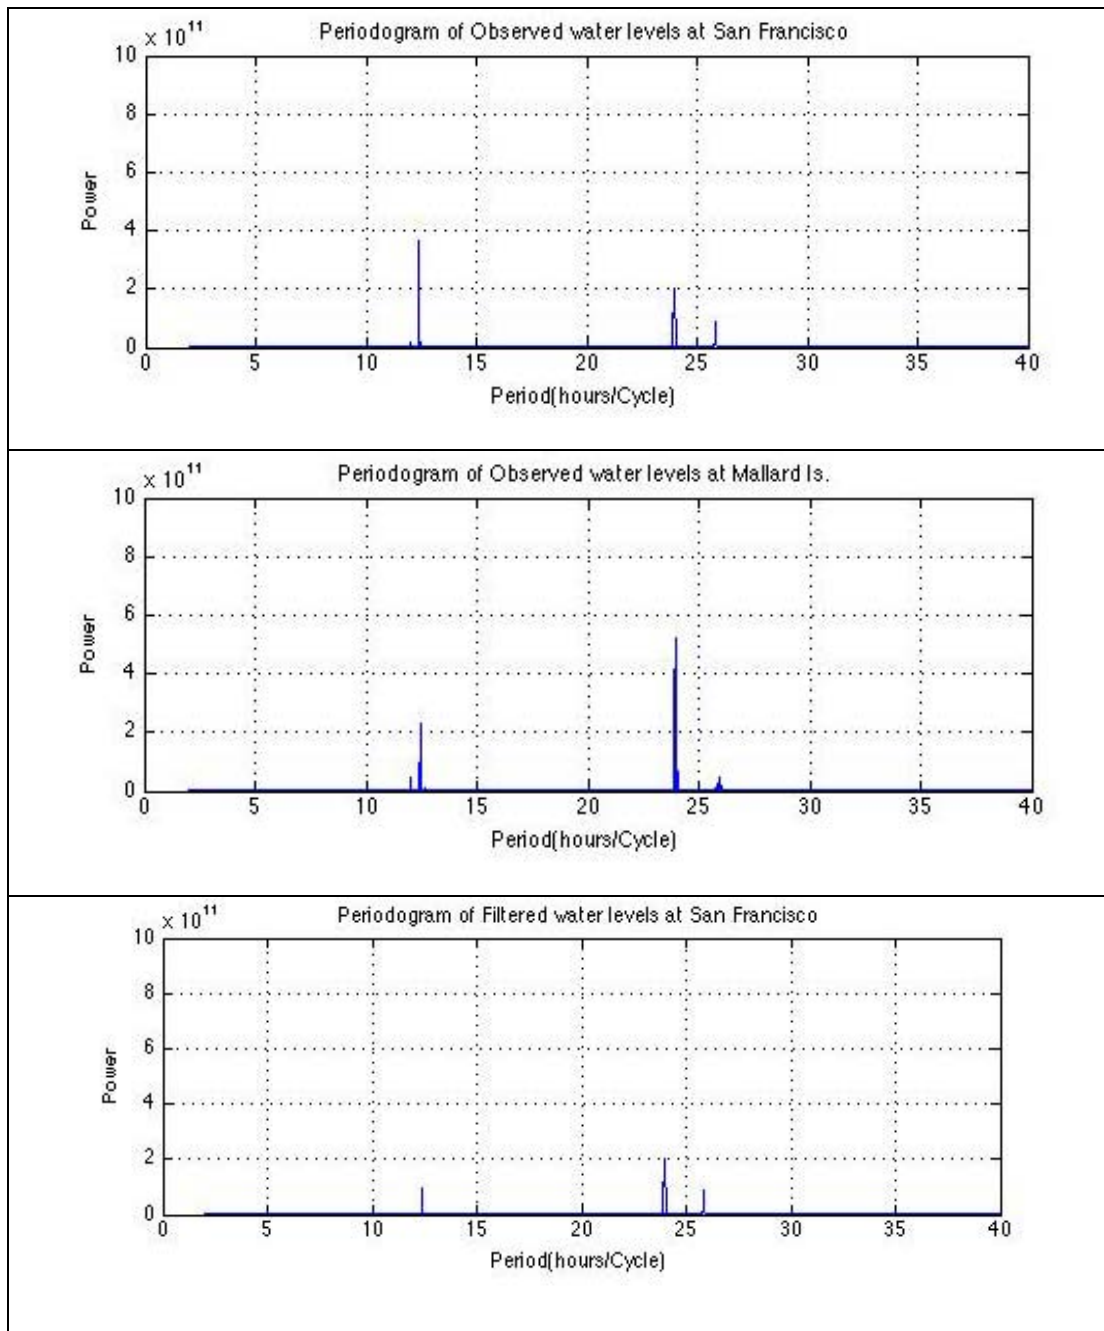 x 10^11
Periodogram of Observed water levels at San Francisco
10
8
6
4
2
0
Power
0 5 10 15 20 25 30 35 40
Period(hours/Cycle)
x 10^11
Periodogram of Observed water levels at Mallard Is.
10
8
6
4
2
0
Power
0 5 10 15 20 25 30 35 40
Period(hours/Cycle)
x 10^11
Periodogram of Filtered water levels at San Francisco
10
8
6
4
2
0
Power
0 5 10 15 20 25 30 35 40
Period(hours/Cycle)